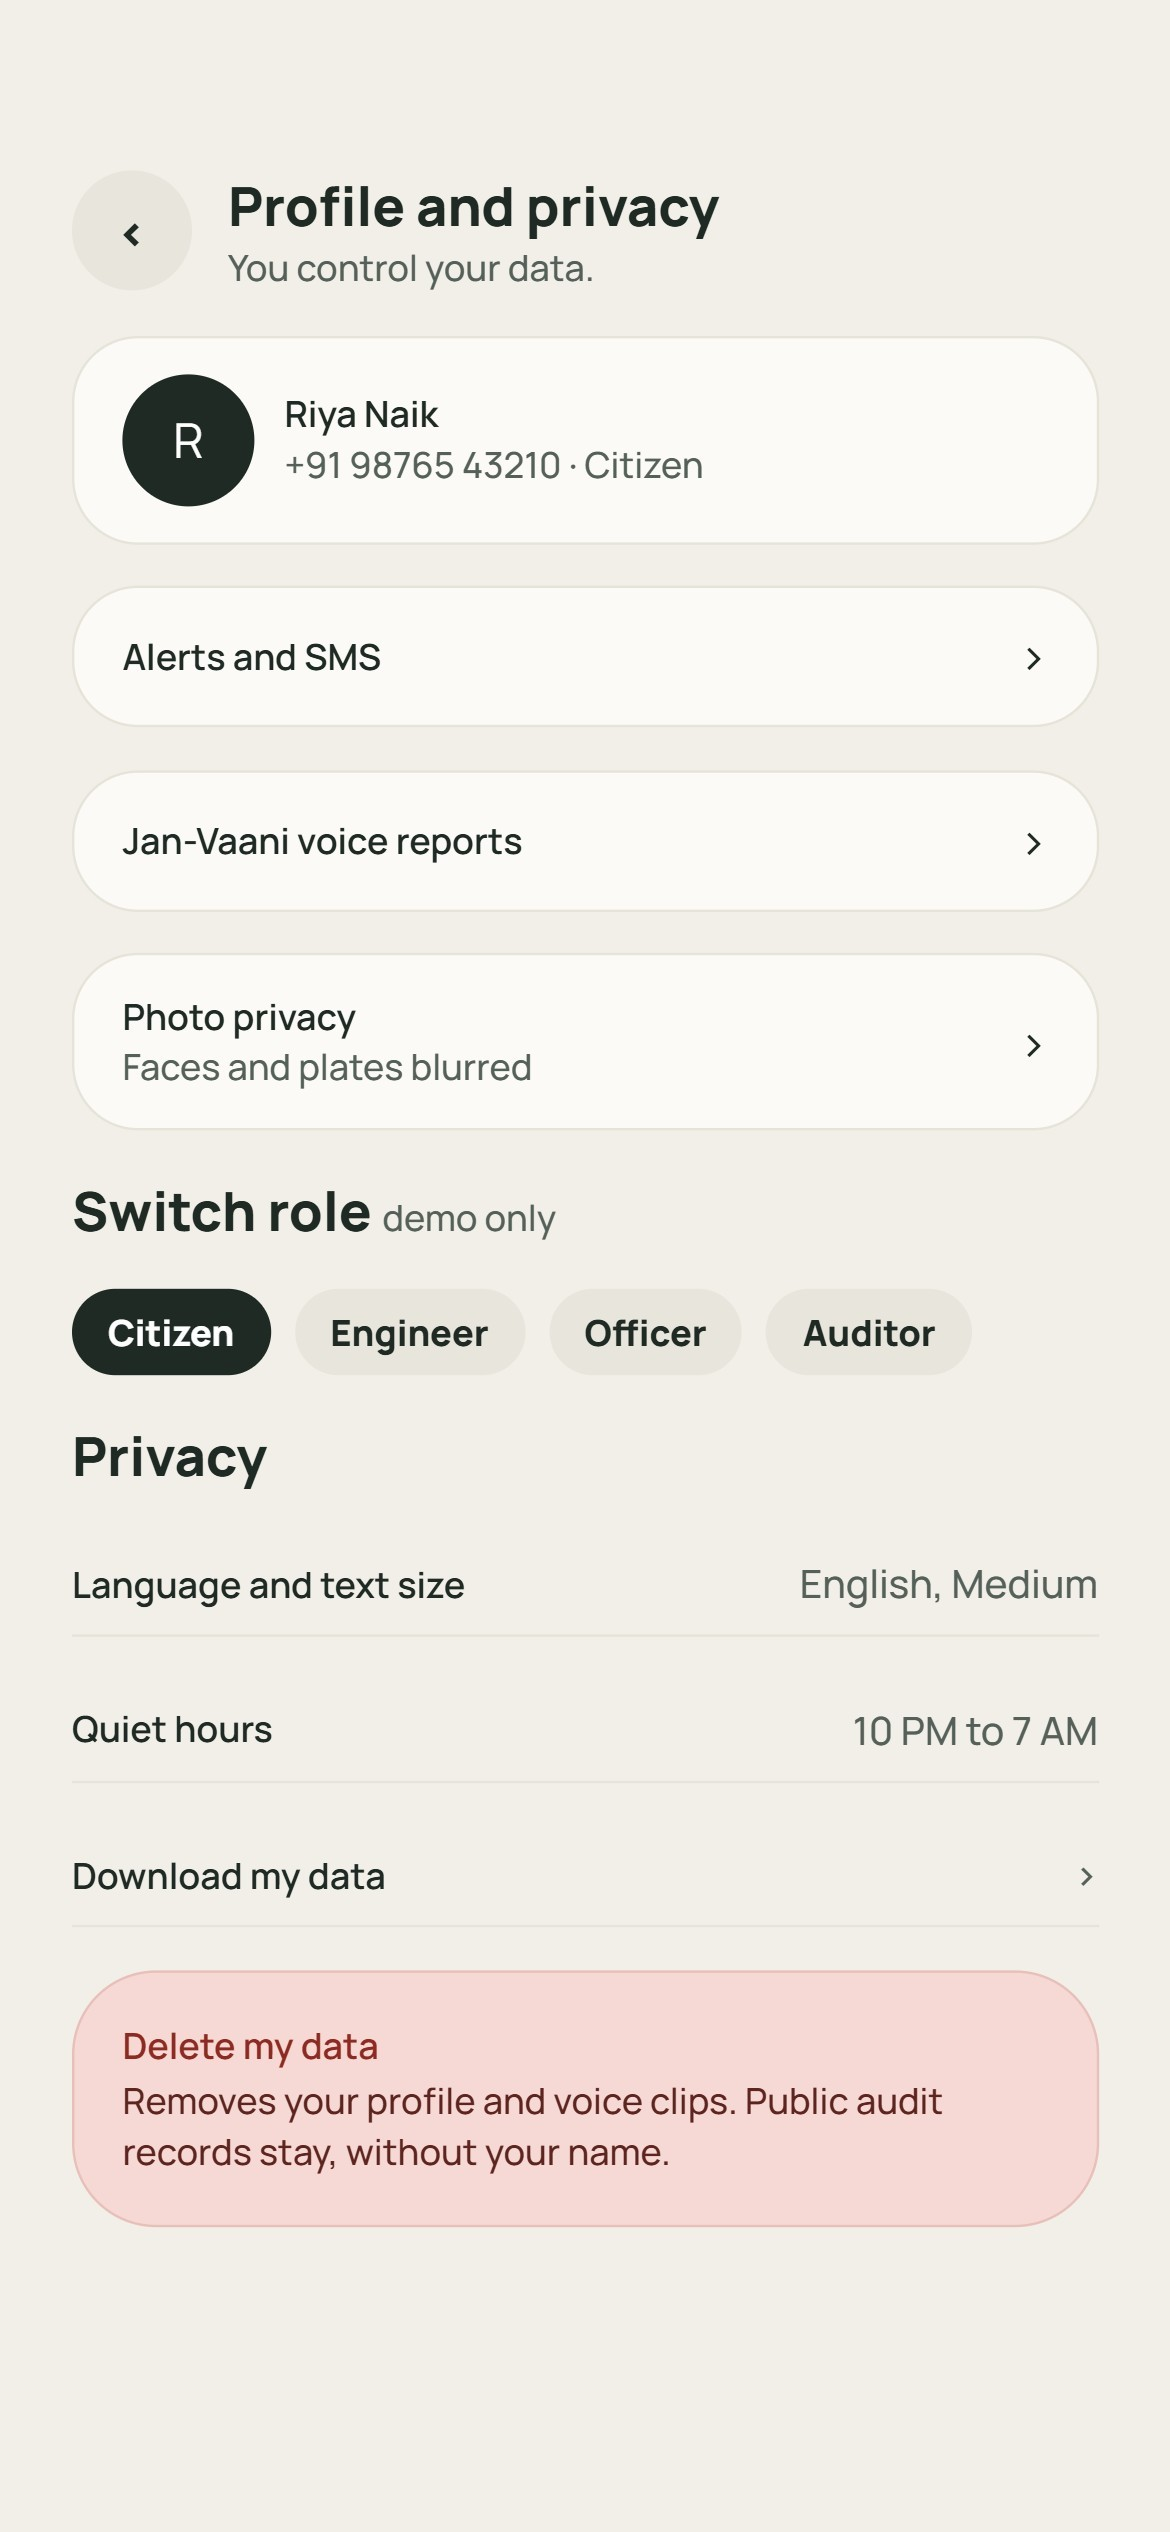 Profile and privacy
You control your data.
R
Riya Naik
+91 98765 43210 · Citizen
Alerts and SMS
Jan-Vaani voice reports
Photo privacy
Faces and plates blurred
Switch role demo only
Citizen Engineer Officer Auditor
Privacy
Language and text size English, Medium
Quiet hours 10 PM to 7 AM
Download my data
Delete my data
Removes your profile and voice clips. Public audit
records stay, without your name.